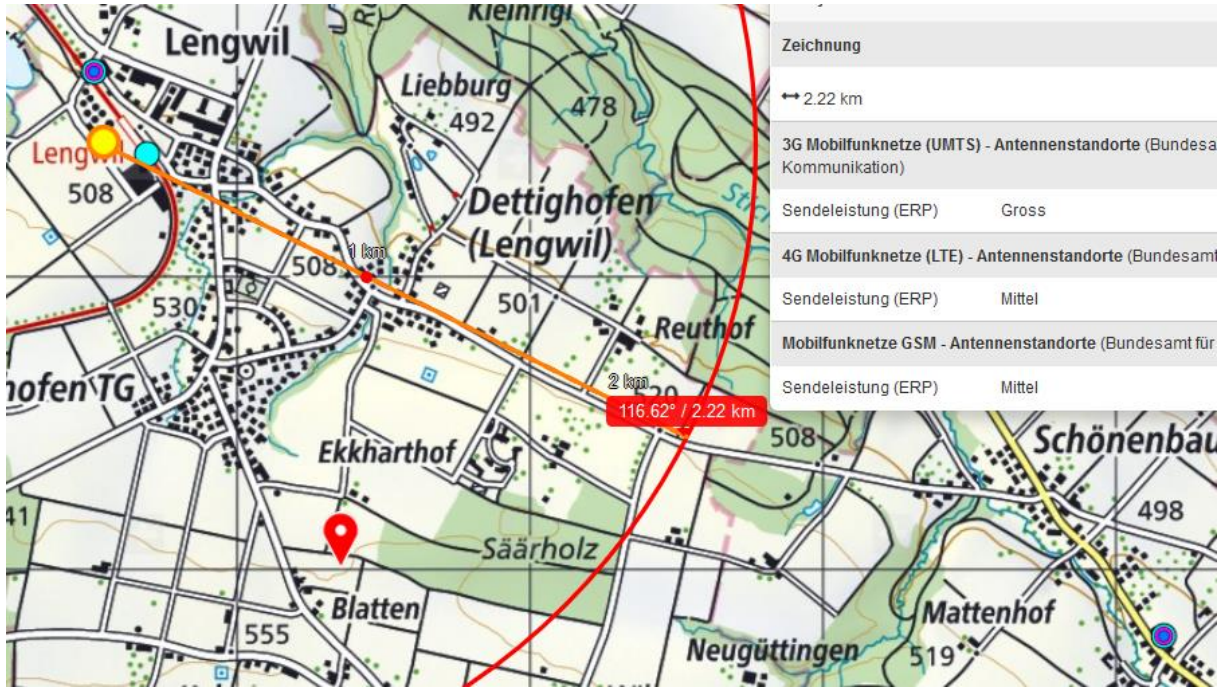 Kleinrigi
Lengwil
Liebburg
492
478
Lengwil
508
Dettighofen
(Lengwil)
1 km
508
501
530
Reuthof
hofen TG
2 km
116.62° / 2.22 km
508
Ekkharthof
Schönenbau
498
41
Säärholz
Blatten
555
Mattenhof
Neugüttingen
519
Zeichnung
2.22 km
3G Mobilfunknetze (UMTS) - Antennenstandorte (Bundesa
Kommunikation)
Sendeleistung (ERP) Gross
4G Mobilfunknetze (LTE) - Antennenstandorte (Bundesamt
Sendeleistung (ERP) Mittel
Mobilfunknetze GSM - Antennenstandorte (Bundesamt für
Sendeleistung (ERP) Mittel